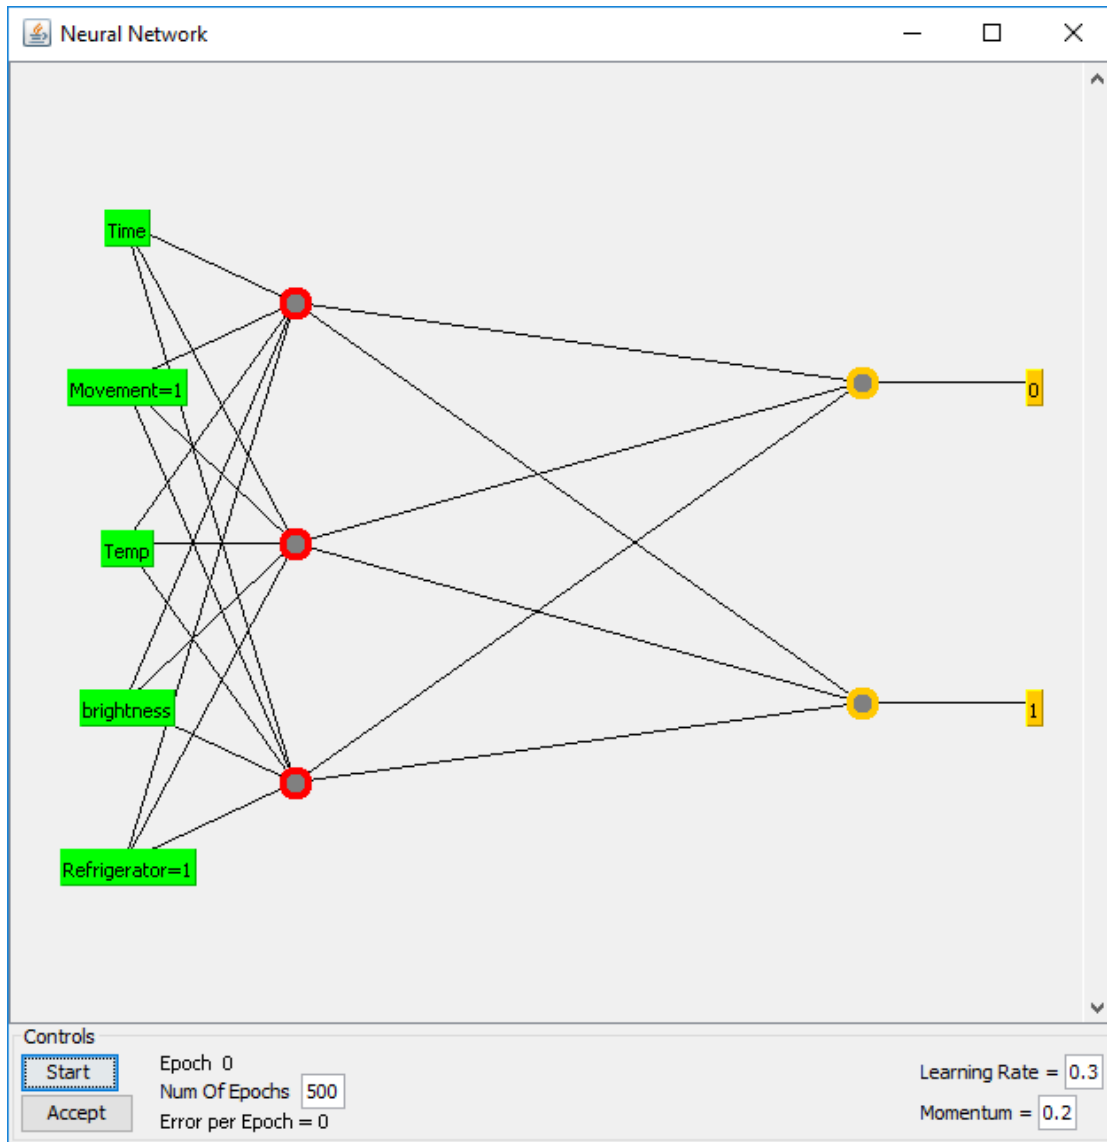 Neural Network
Time
Movement=1
0
Temp
brightness
1
Refrigerator=1
Controls
Start
Accept
Epoch 0
Num Of Epochs 500
Error per Epoch = 0
Learning Rate = 0.3
Momentum = 0.2